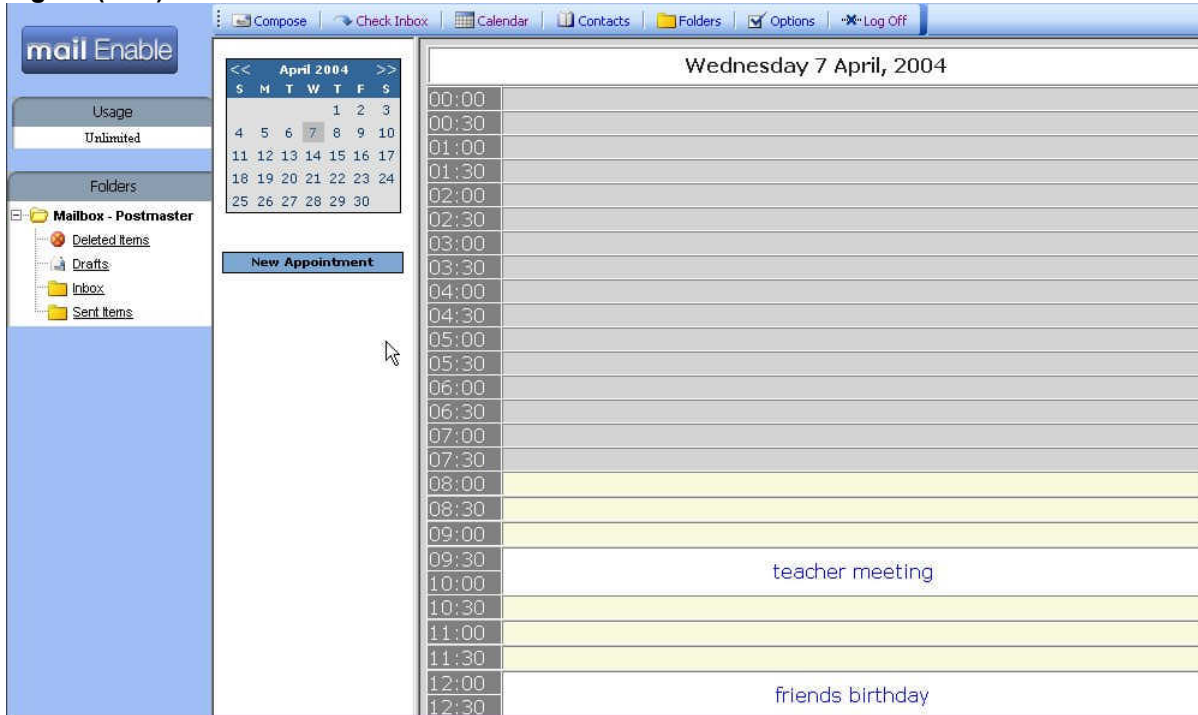 Compose Check Inbox Calendar Contacts Folders Options Log Off
mail Enable
Usage
Unlimited
Folders
Mailbox - Postmaster
Deleted Items
Drafts
Inbox
Sent Items
<< April 2004 >>
S M T W T F S
1 2 3
4 5 6 7 8 9 10
11 12 13 14 15 16 17
18 19 20 21 22 23 24
25 26 27 28 29 30
New Appointment
Wednesday 7 April, 2004
00:00
00:30
01:00
01:30
02:00
02:30
03:00
03:30
04:00
04:30
05:00
05:30
06:00
06:30
07:00
07:30
08:00
08:30
09:00
09:30
teacher meeting
10:00
10:30
11:00
11:30
12:00
friends birthday
12:30